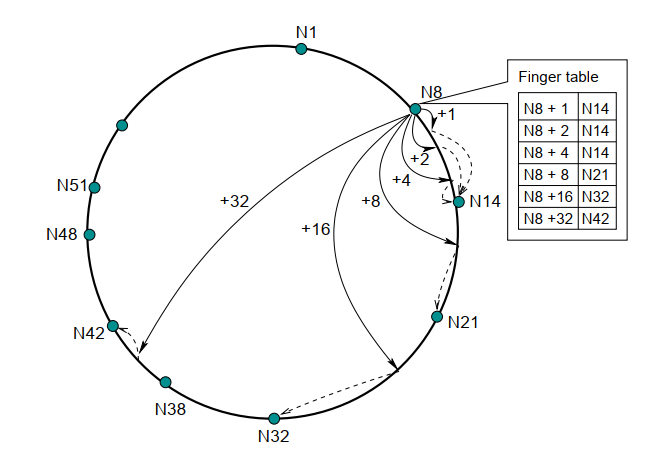 N1
N8
Finger table
+1
N8 + 1 N14
N8 + 2 N14
N8 + 4 N14
N8 + 8 N21
N8 +16 N32
N8 +32 N42
+2
+4
N51
+32
+8
N14
+16
N48
N21
N42
N38
N32